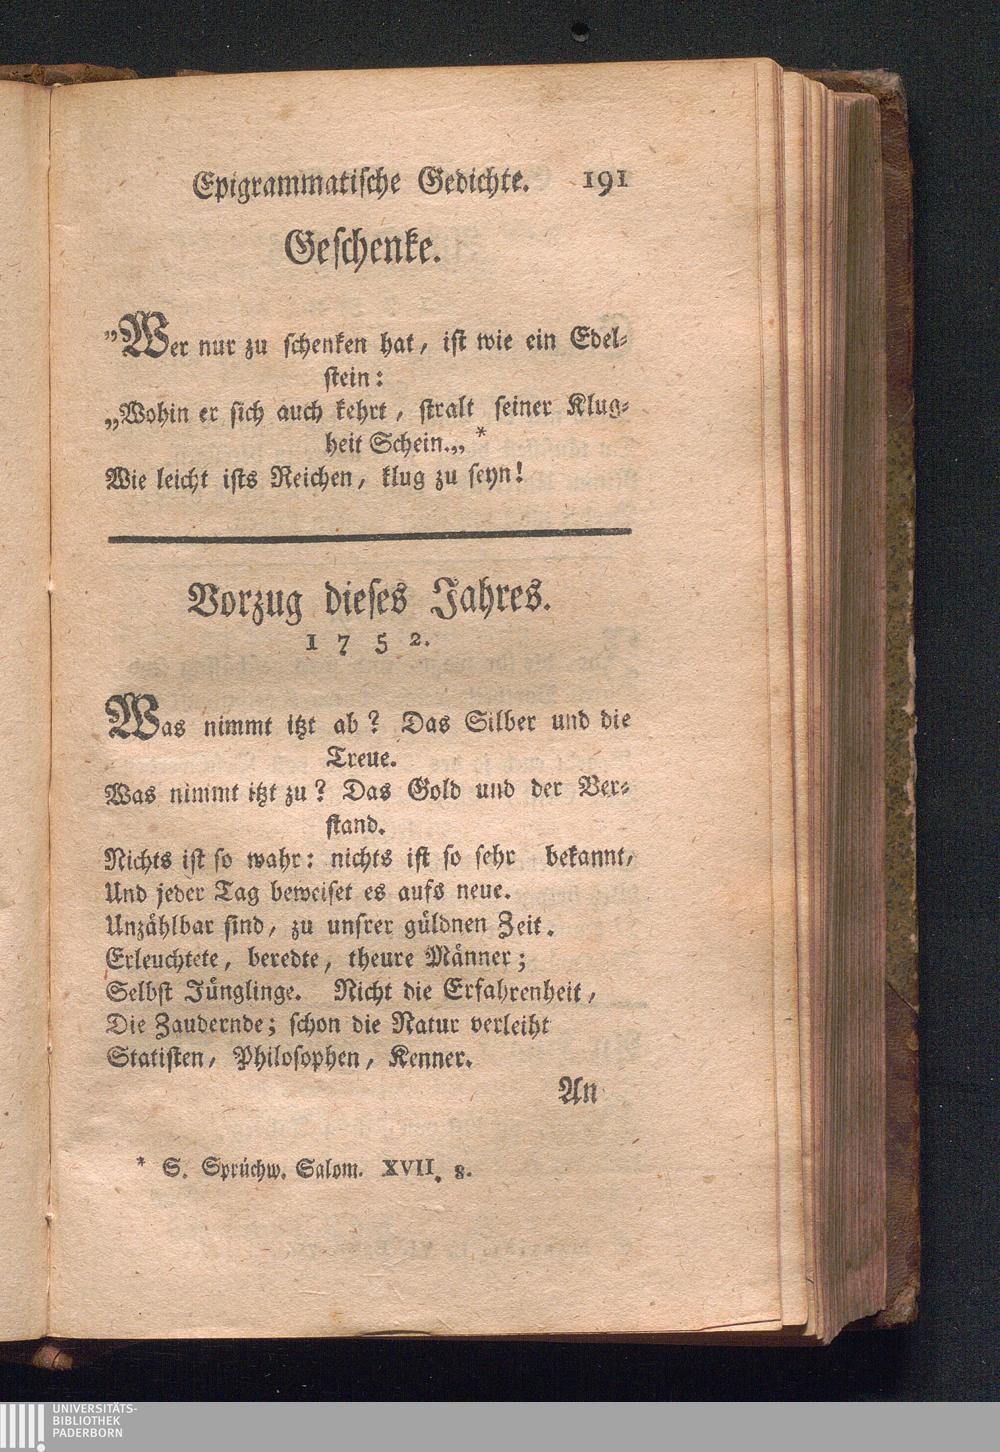 Epigrammatische Gedichte. 191
Geschenke.
"Wer nur zu schenken hat, ist wie ein Edel-
stein:
„Wohin er sich auch kehrt, stralt seiner Klug-
heit Schein.„ *
Wie leicht ists Reichen, klug zu seyn!
Vorzug dieses Jahres.
1752.
Was nimmt itzt ab? Das Silber und die
Treue.
Was nimmt itzt zu? Das Gold und der Ver-
stand.
Nichts ist so wahr: nichts ist so sehr bekannt,
Und jeder Tag beweiset es aufs neue.
Unzählbar sind, zu unsrer güldnen Zeit.
Erleuchtete, beredte, theure Männer;
Selbst Jünglinge. Nicht die Erfahrenheit,
Die Zaudernde; schon die Natur verleiht
Statisten, Philosophen, Kenner.
An
* S. Sprüchw. Salom. XVII. 8.
UNIVERSITÄTS-
BIBLIOTHEK
PADERBORN